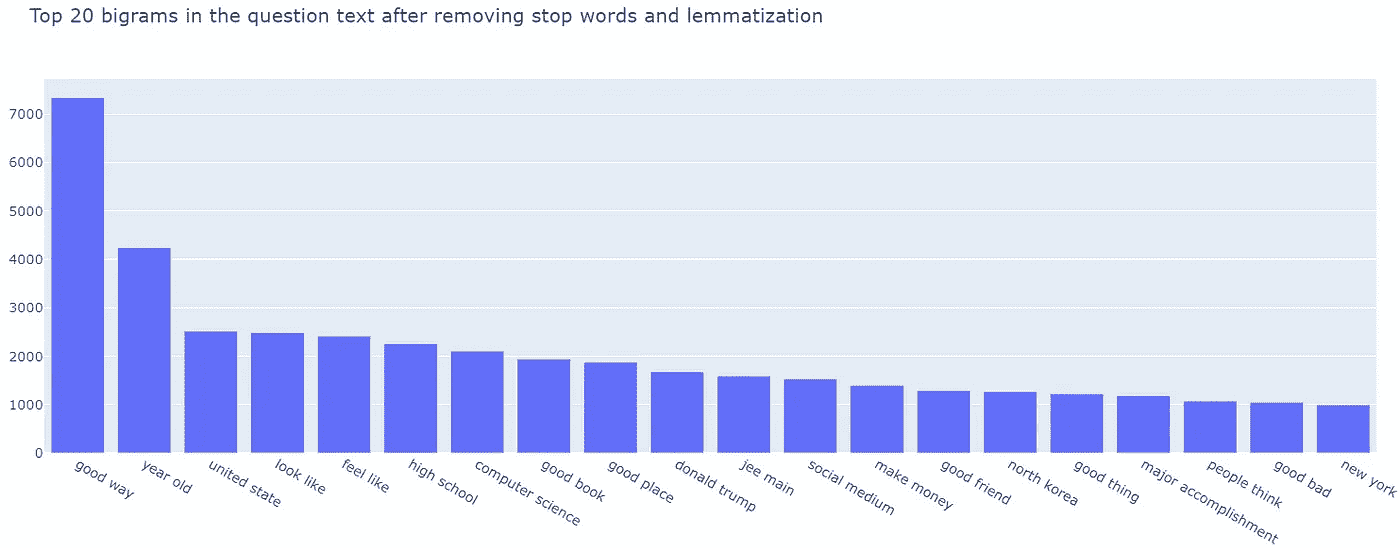 Top 20 bigrams in the question text after removing stop words and lemmatization
7000
6000
5000
4000
3000
2000
1000
0
good way
year old
united state
look like
feel like
high school
computer science
good book
good place
donald trump
jee main
social medium
make money
good friend
north korea
good thing
major accomplishment
people think
good bad
new york